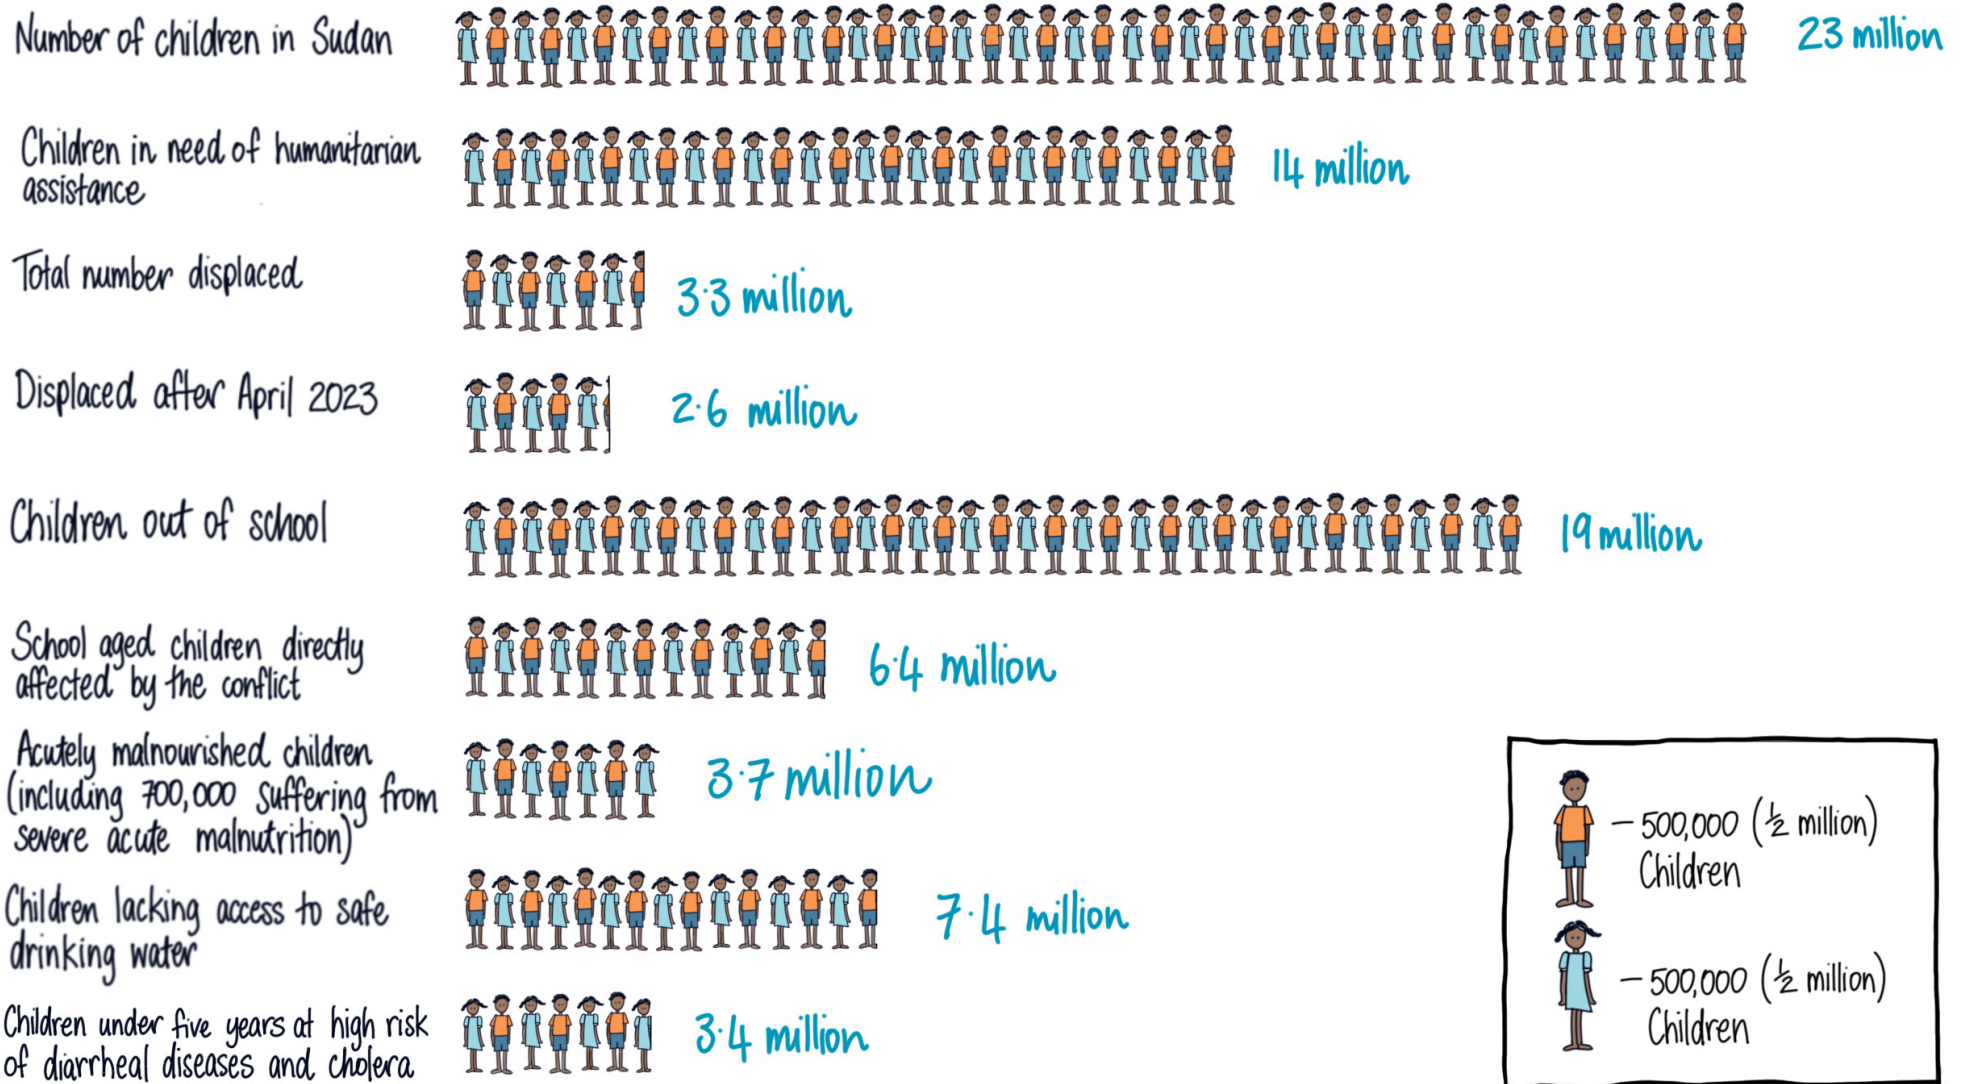 Number of children in Sudan
23 million
Children in need of humanitarian
assistance
14 million
Total number displaced
3.3 million
Displaced after April 2023
2.6 million
Children out of school
19 million
School aged children directly
affected by the conflict
6.4 million
Acutely malnourished children
(including 700,000 suffering from
severe acute malnutrition)
3.7 million
Children lacking access to safe
drinking water
7.4 million
Children under five years at high risk
of diarrheal diseases and cholera
3.4 million
– 500,000 (½ million)
Children
– 500,000 (½ million)
Children